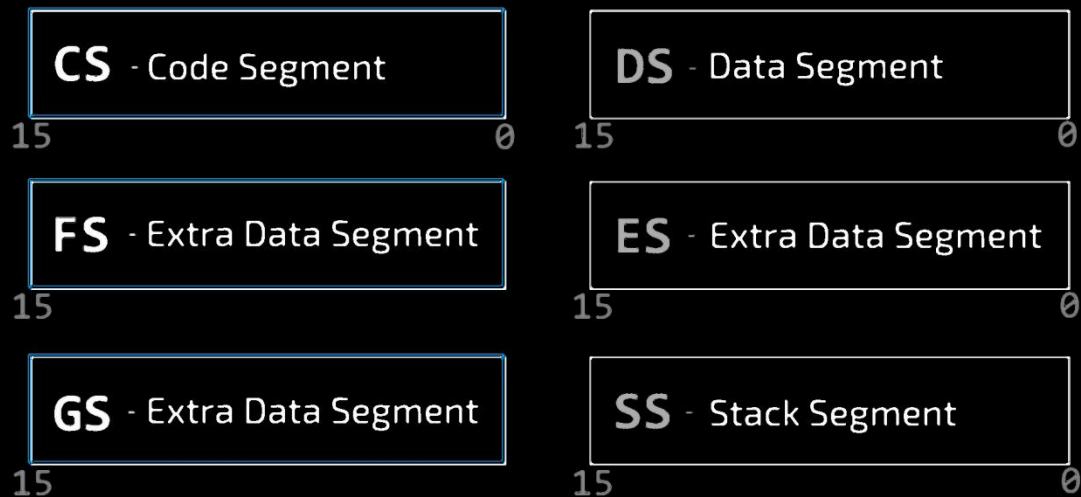 CS - Code Segment
15 0
DS - Data Segment
15 0
FS - Extra Data Segment
15
ES - Extra Data Segment
15 0
GS - Extra Data Segment
15
SS - Stack Segment
15 0